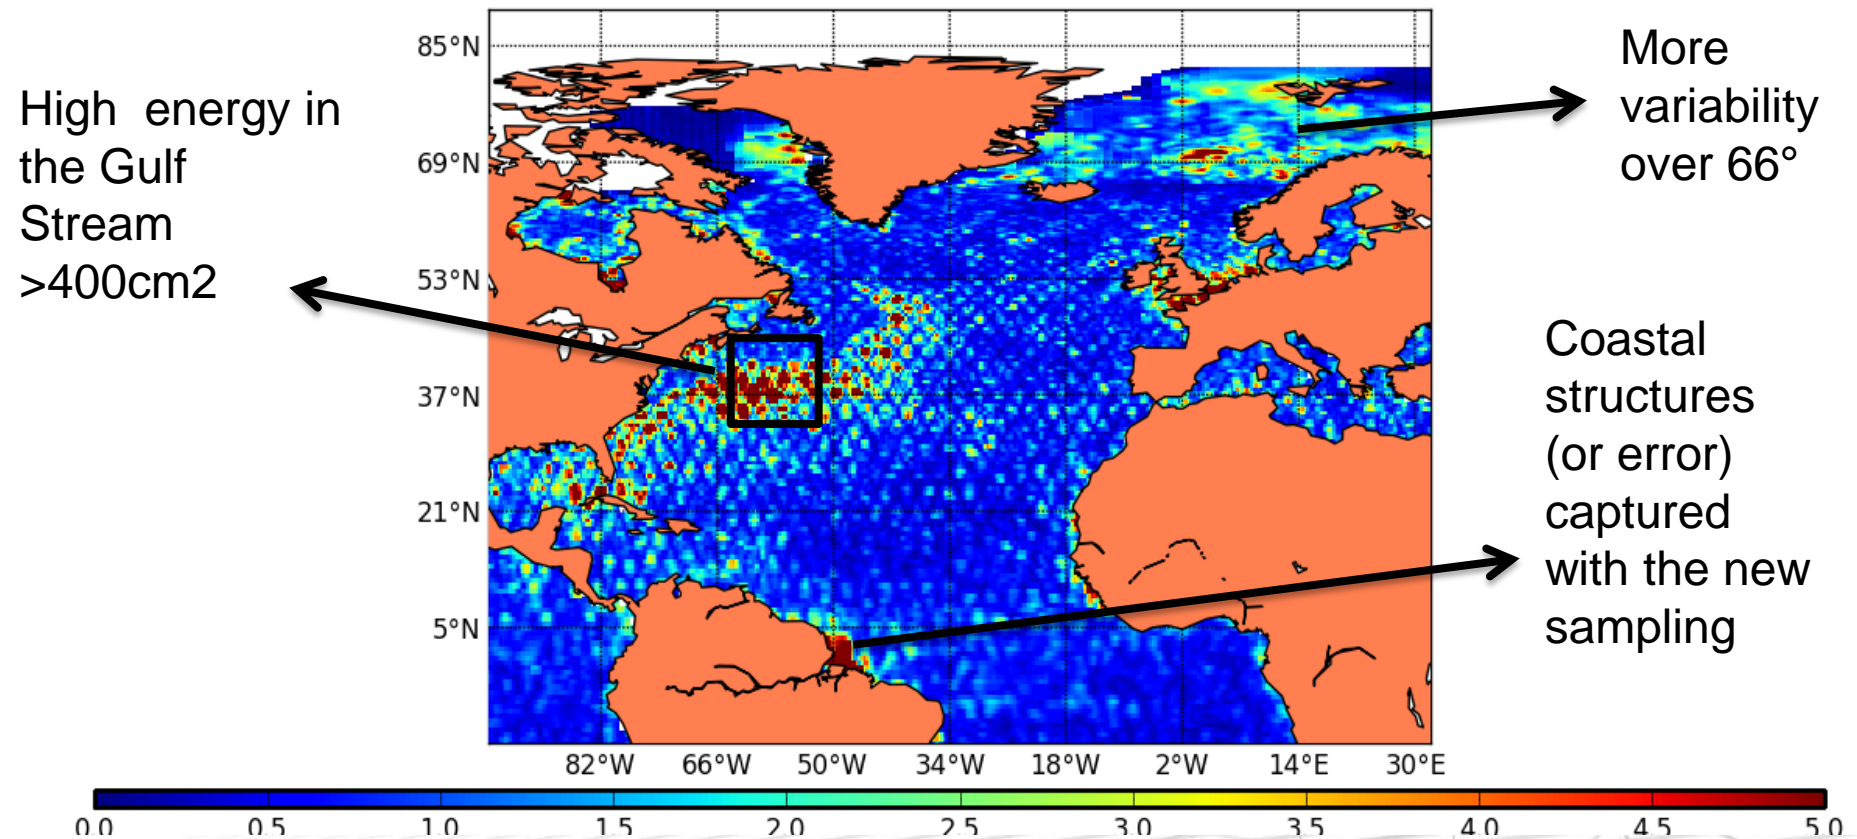 High energy in
the Gulf
Stream
>400cm2
More
variability
over 66°
Coastal
structures
(or error)
captured
with the new
sampling
85°N
69°N
53°N
37°N
21°N
5°N
82°W 66°W 50°W 34°W 18°W 2°W 14°E 30°E
0.0 0.5 1.0 1.5 2.0 2.5 3.0 3.5 4.0 4.5 5.0